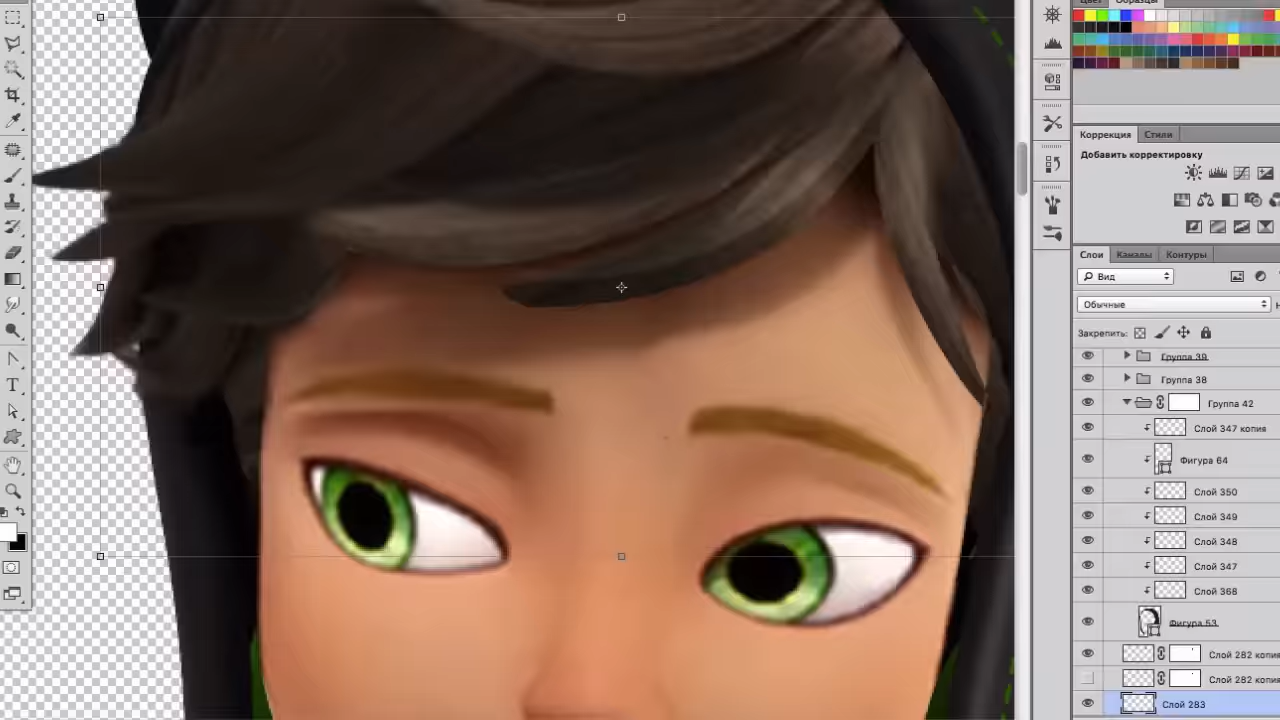 Цвет Образцы
Коррекция Стили
Добавить корректировку
Слои Каналы Контуры
Вид
Обычные
Закрепить:
Группа 39
Группа 38
Группа 42
Слой 347 копия
Фигура 64
Слой 350
Слой 349
Слой 348
Слой 347
Слой 368
Фигура 53
Слой 282 копия
Слой 282 копия
Слой 283
T